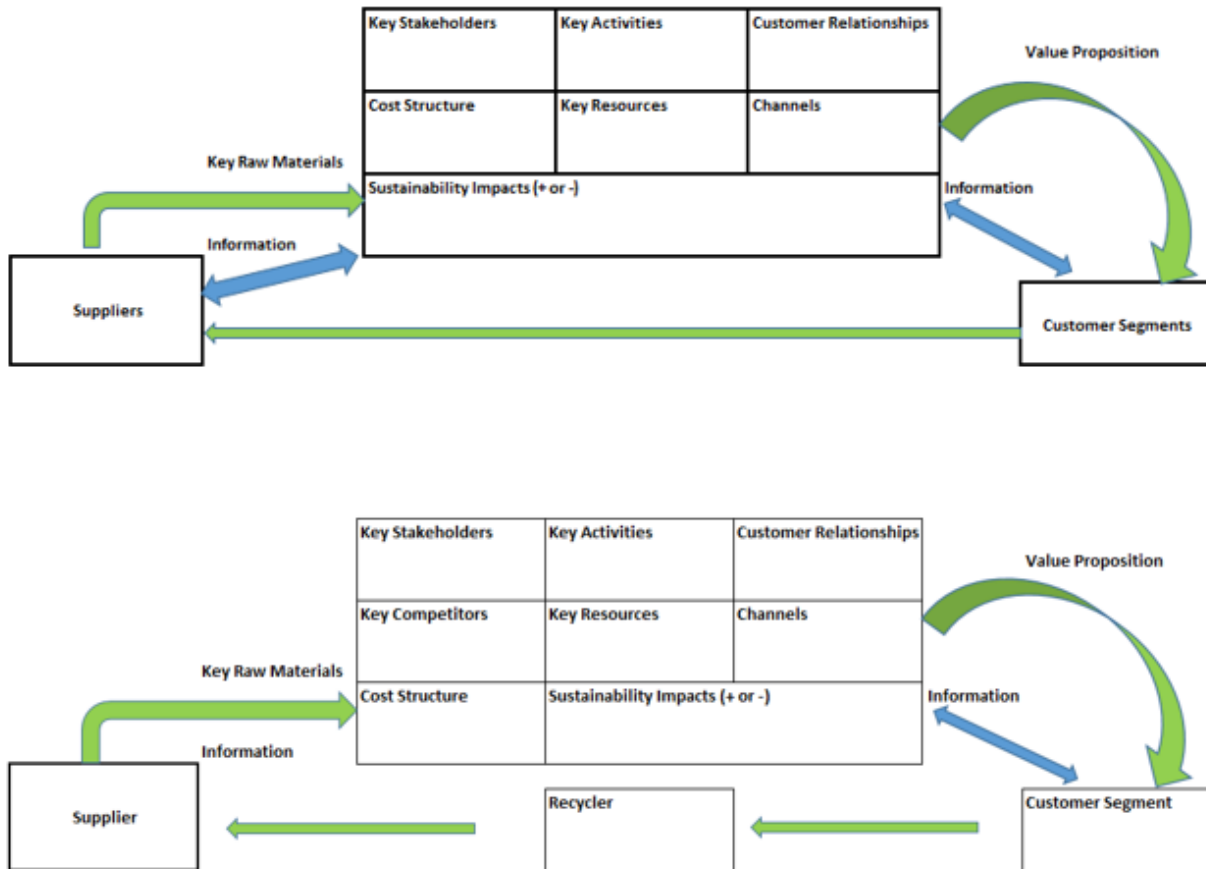 Key Stakeholders
Key Activities
Customer Relationships
Value Proposition
Cost Structure
Key Resources
Channels
Key Raw Materials
Sustainability Impacts (+ or -)
Information
Information
Suppliers
Customer Segments
Key Stakeholders
Key Activities
Customer Relationships
Value Proposition
Key Competitors
Key Resources
Channels
Key Raw Materials
Cost Structure
Sustainability Impacts (+ or -)
Information
Information
Supplier
Recycler
Customer Segment